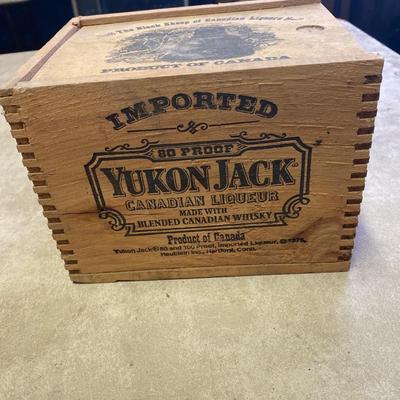 The Black Sheep of Canadian Liquors
PRODUCT OF CANADA
IMPORTED
80 PROOF
YUKON JACK
CANADIAN LIQUEUR
MADE WITH
BLENDED CANADIAN WHISKY
Product of Canada
Yukon Jack® 80 and 100 Proof, Imported Liqueur, © 1975,
Heublein Inc., Hartford, Conn.